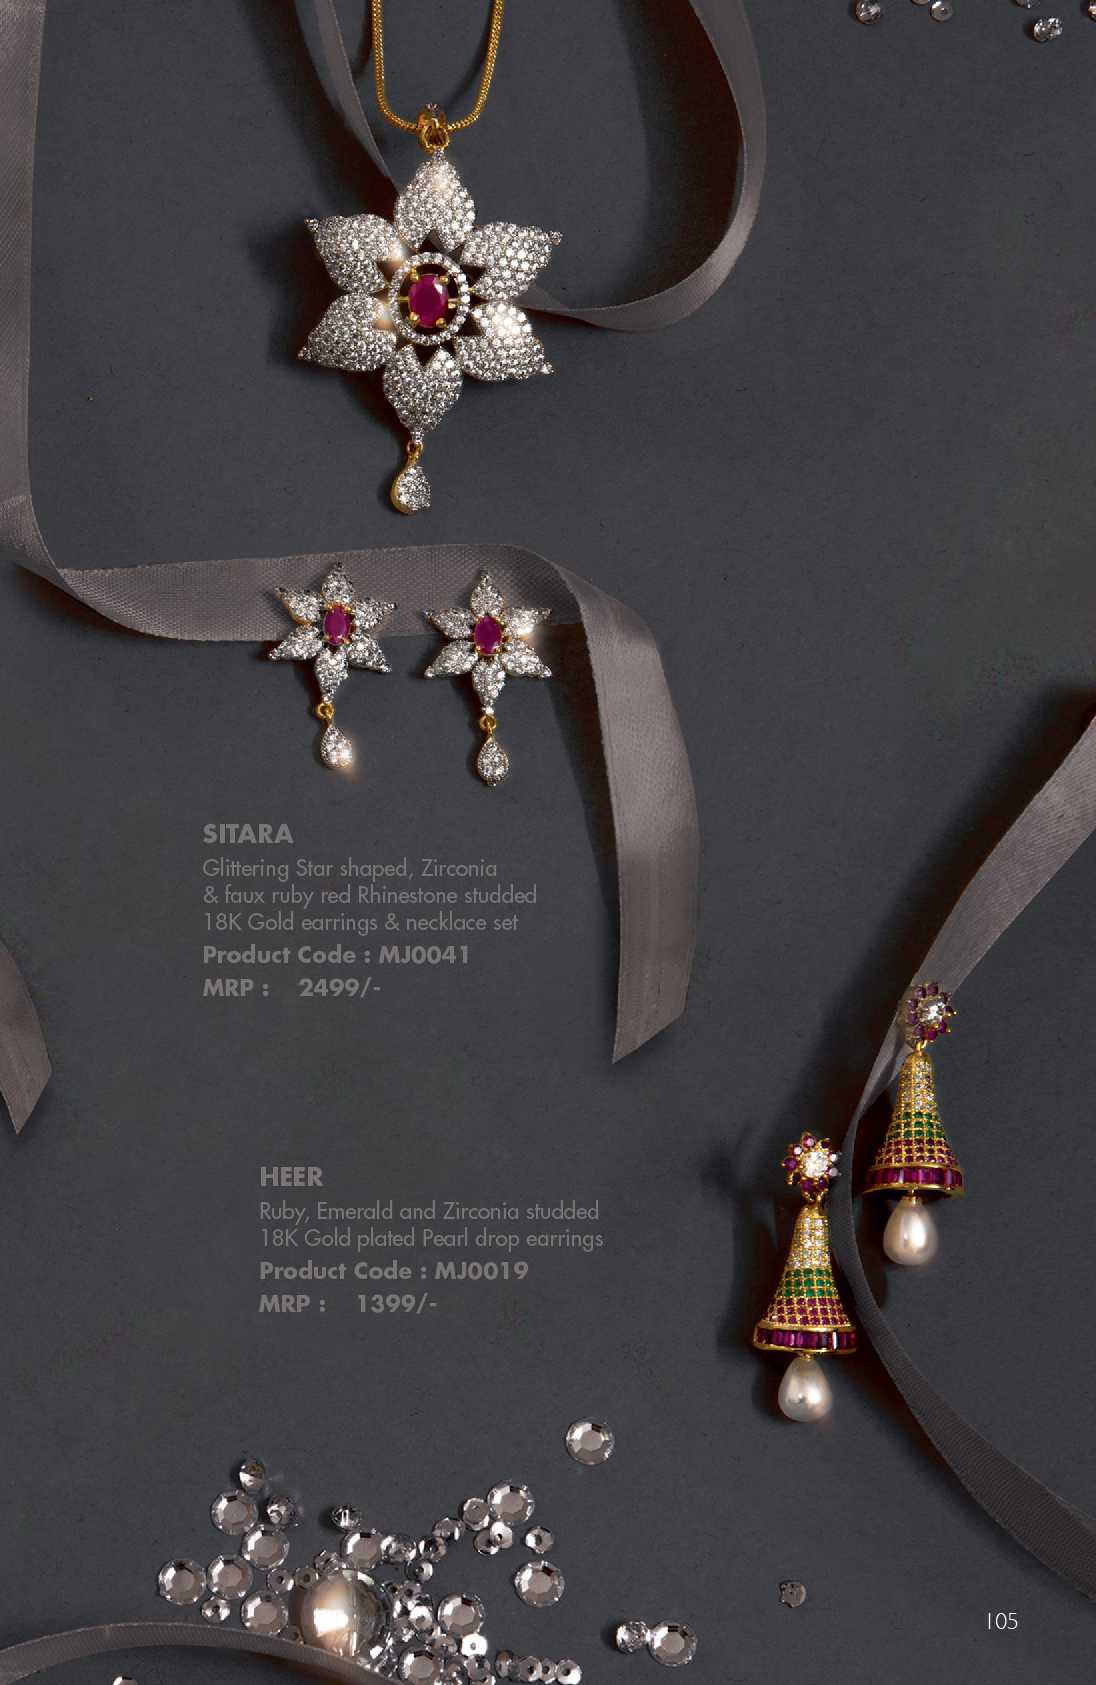 SITARA
Glittering Star shaped, Zirconia
& faux ruby red Rhinestone studded
18K Gold earrings & necklace set
Product Code : MJ0041
MRP : 2499/-
HEER
Ruby, Emerald and Zirconia studded
18K Gold plated Pearl drop earrings
Product Code : MJ0019
MRP : 1399/-
105